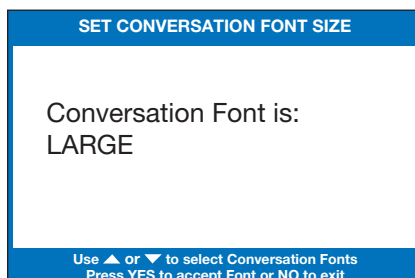 SET CONVERSATION FONT SIZE
Conversation Font is:
LARGE
Use ▲ or ▼ to select Conversation Fonts
Press YES to accept Font or NO to exit